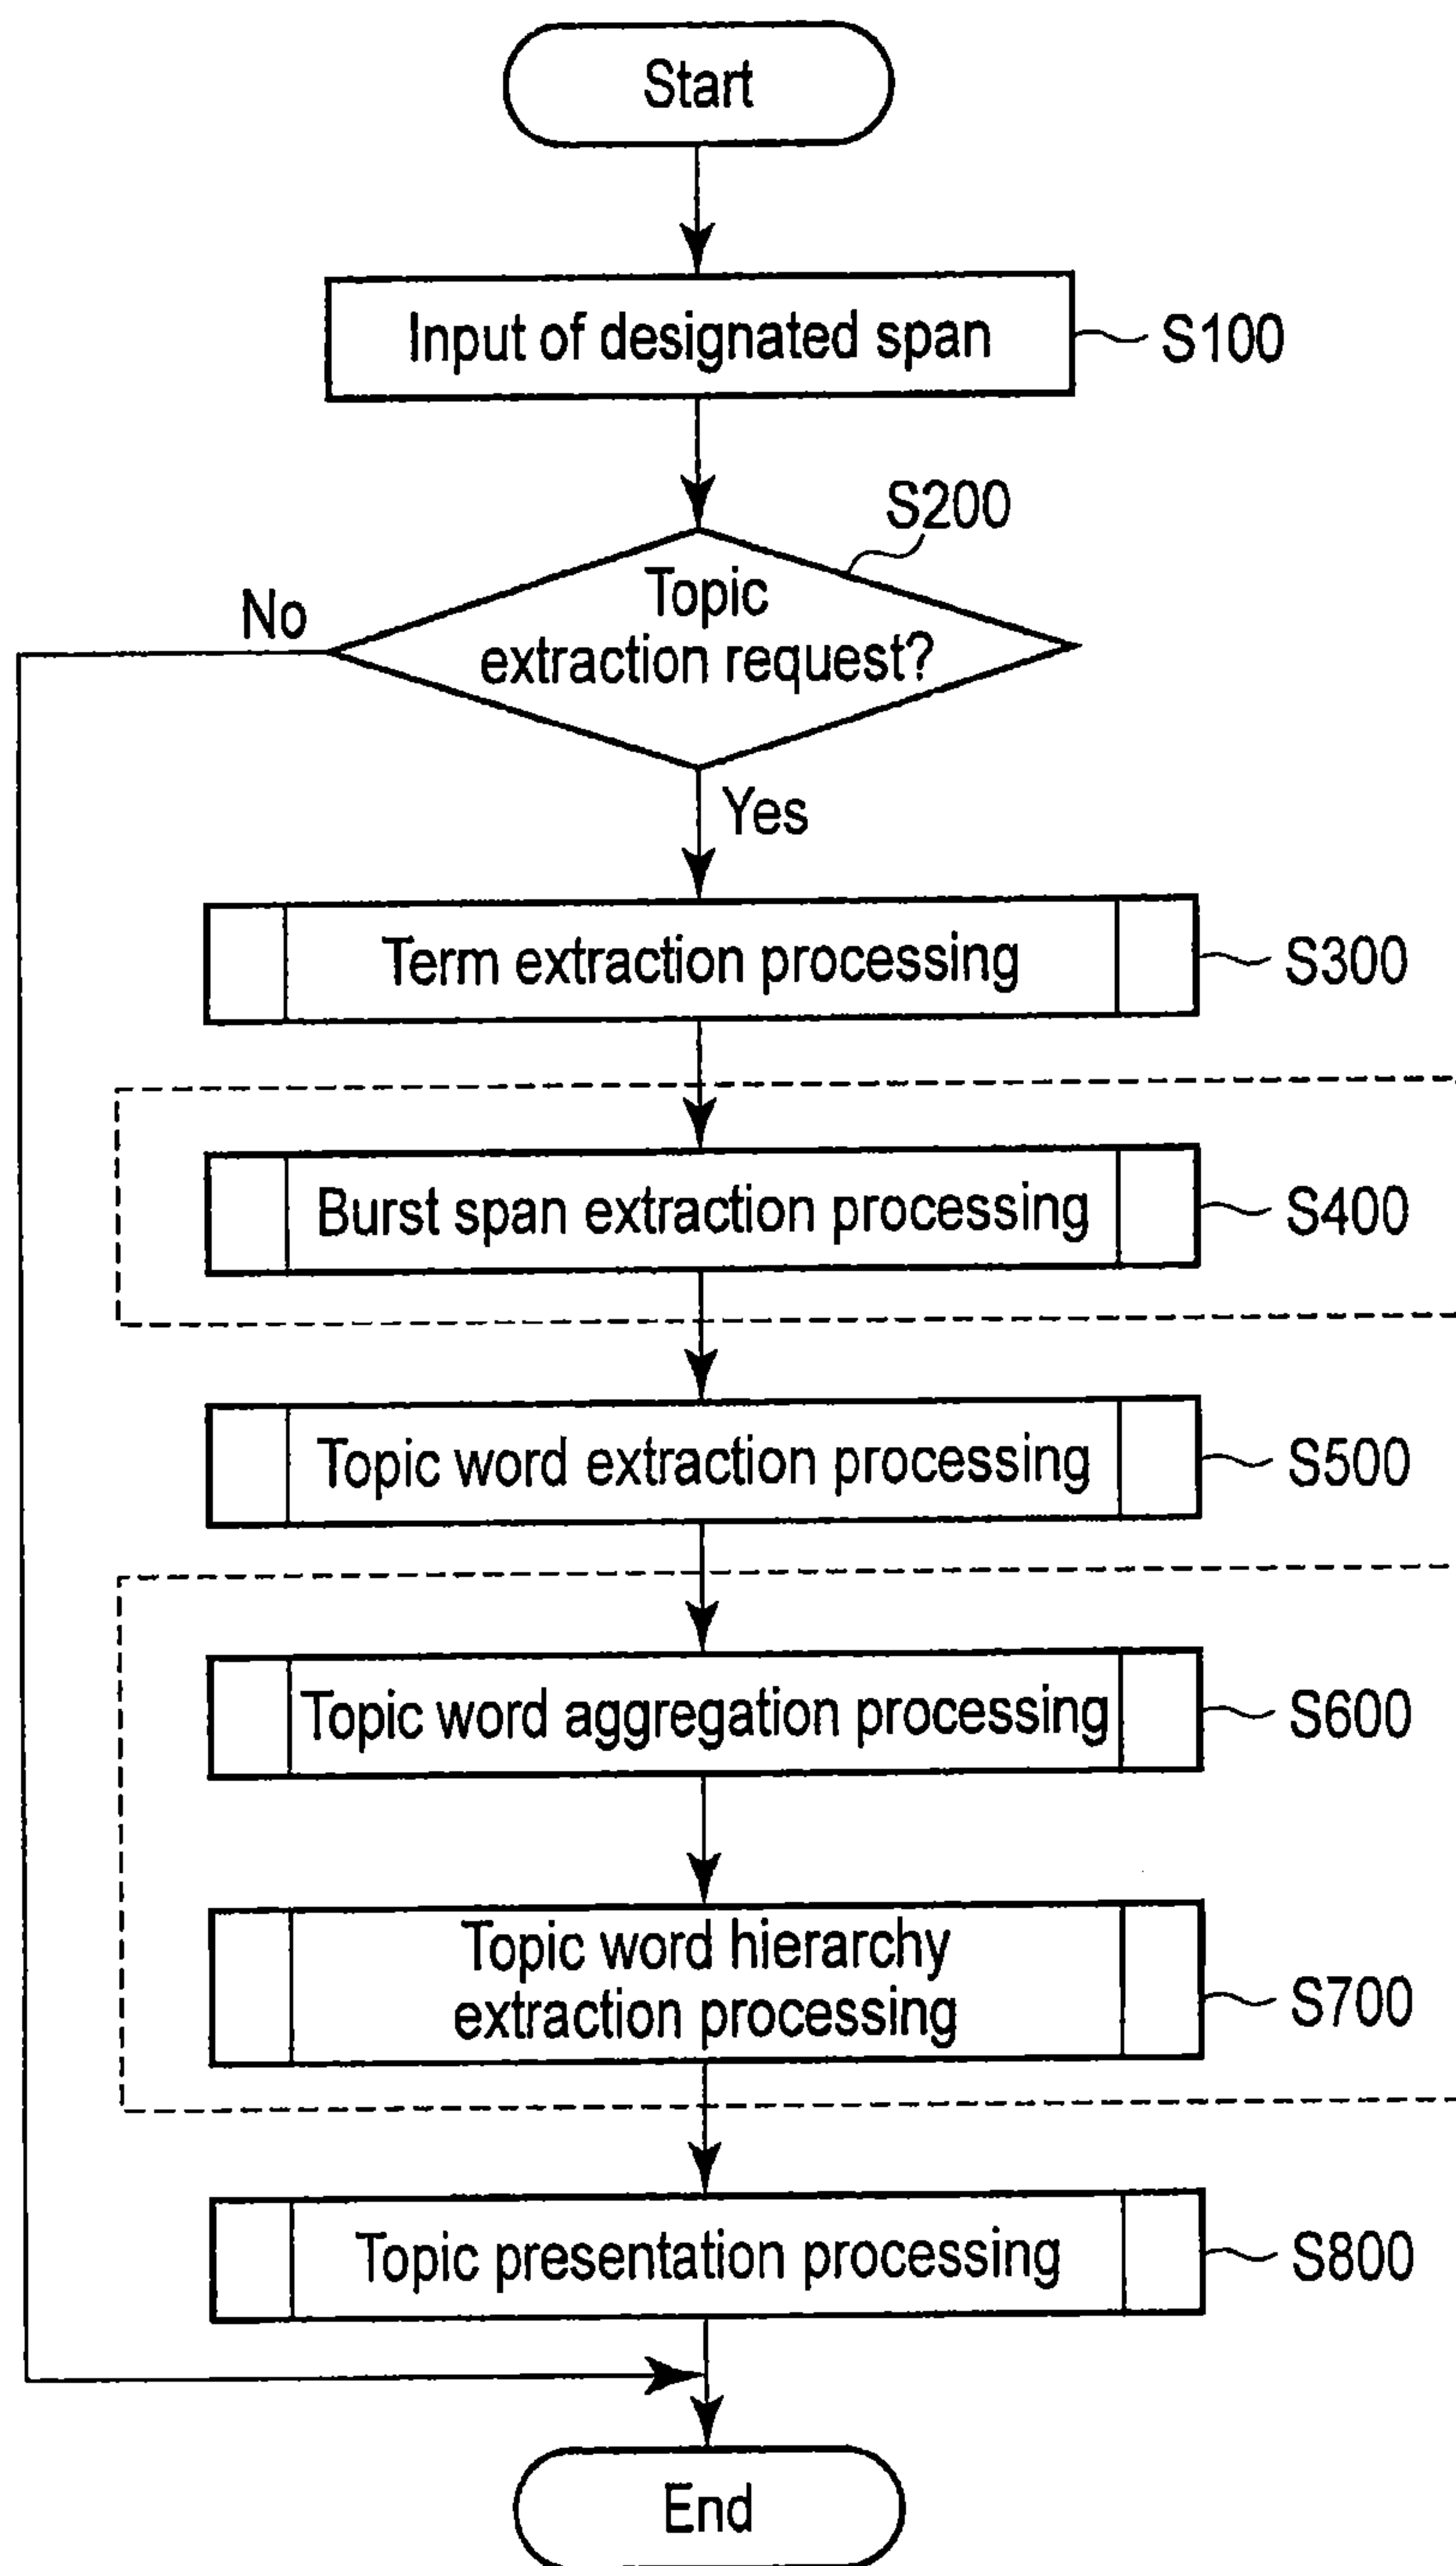 Start
Input of designated span
S100
S200
Topic
extraction request?
No
Yes
Term extraction processing
S300
Burst span extraction processing
S400
Topic word extraction processing
S500
Topic word aggregation processing
S600
Topic word hierarchy
extraction processing
S700
Topic presentation processing
S800
End